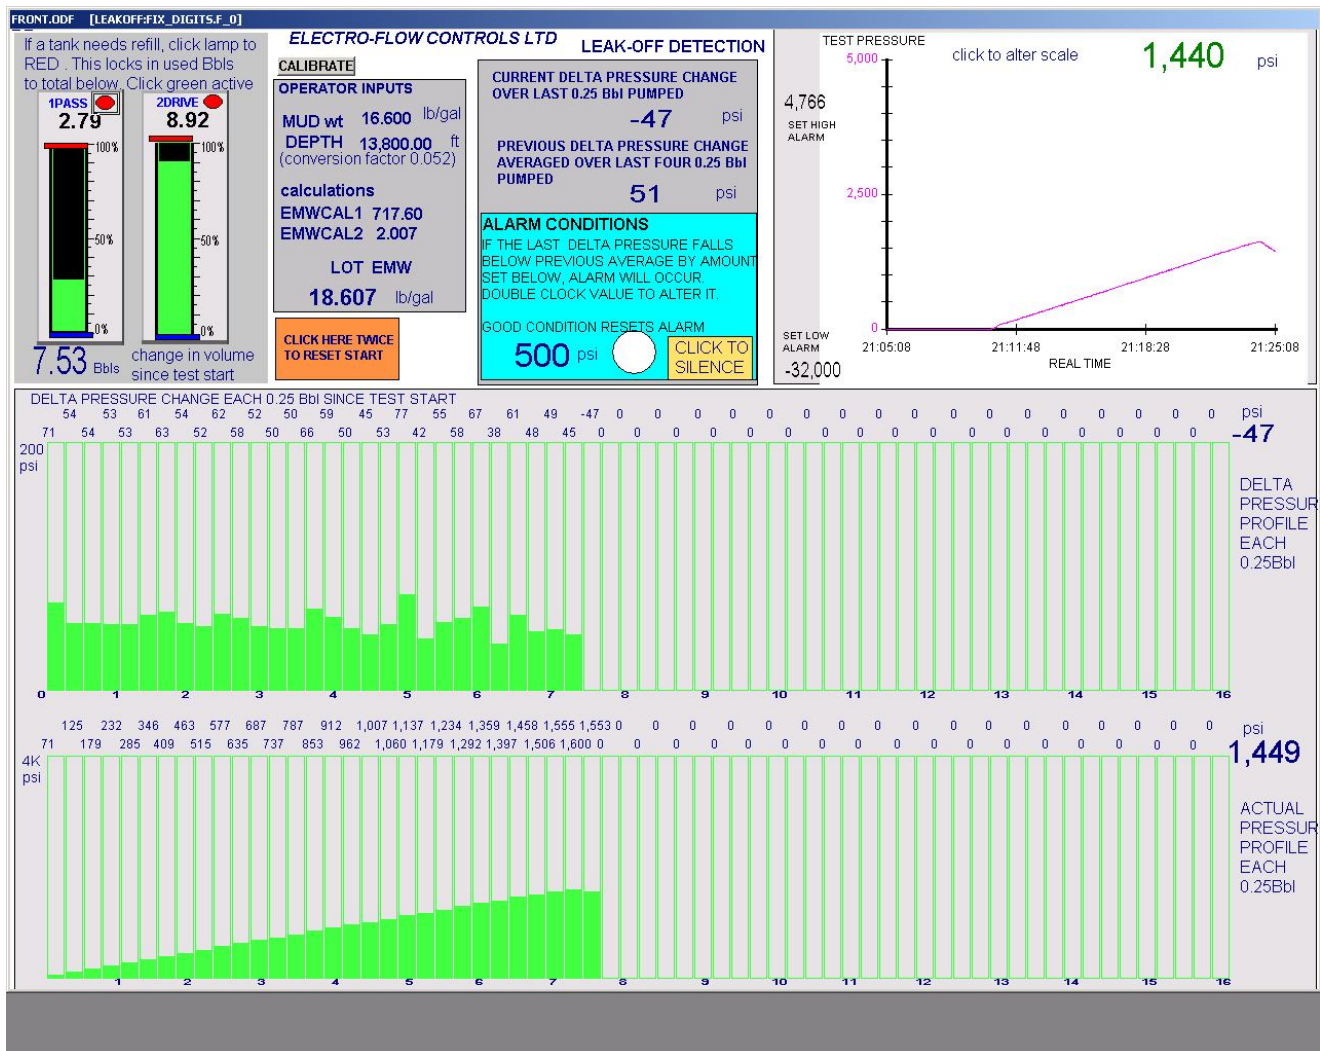 FRONT.ODF [LEAKOFF:FIX_DIGITS.F_0]
If a tank needs refill, click lamp to
RED . This locks in used Bbls
to total below. Click green active
1PASS
2.79
100%
50%
0%
2DRIVE
8.92
100%
50%
0%
7.53 Bbls
change in volume
since test start
ELECTRO-FLOW CONTROLS LTD
LEAK-OFF DETECTION
CALIBRATE
OPERATOR INPUTS
MUD wt 16.600 lb/gal
DEPTH 13,800.00 ft
(conversion factor 0.052)
calculations
EMWCAL1 717.60
EMWCAL2 2.007
LOT EMW
18.607 lb/gal
CLICK HERE TWICE
TO RESET START
CURRENT DELTA PRESSURE CHANGE
OVER LAST 0.25 Bbl PUMPED
-47 psi
PREVIOUS DELTA PRESSURE CHANGE
AVERAGED OVER LAST FOUR 0.25 Bbl
PUMPED
51 psi
ALARM CONDITIONS
IF THE LAST DELTA PRESSURE FALLS
BELOW PREVIOUS AVERAGE BY AMOUNT
SET BELOW, ALARM WILL OCCUR.
DOUBLE CLOCK VALUE TO ALTER IT.
GOOD CONDITION RESETS ALARM
500 psi
CLICK TO
SILENCE
TEST PRESSURE
click to alter scale
1,440 psi
5,000
4,766
SET HIGH
ALARM
2,500
0
SET LOW
ALARM
-32,000
21:05:08 21:11:48 21:18:28 21:25:08
REAL TIME
DELTA PRESSURE CHANGE EACH 0.25 Bbl SINCE TEST START
54 53 61 54 62 52 50 59 45 77 55 67 61 49 -47 0 0 0 0 0 0 0 0 0 0 0 0 0 0 0 0 0 psi
71 54 53 63 52 58 50 66 50 53 42 58 38 48 45 0 0 0 0 0 0 0 0 0 0 0 0 0 0 0 0 0 -47
200
psi
DELTA
PRESSUR
PROFILE
EACH
0.25Bbl
0 1 2 3 4 5 6 7 8 9 10 11 12 13 14 15 16
125 232 346 463 577 687 787 912 1,007 1,137 1,234 1,359 1,458 1,555 1,553 0 0 0 0 0 0 0 0 0 0 0 0 0 0 0 0 0 psi
71 179 285 409 515 635 737 853 962 1,060 1,179 1,292 1,397 1,506 1,600 0 0 0 0 0 0 0 0 0 0 0 0 0 0 0 0 0 1,449
4K
psi
ACTUAL
PRESSUR
PROFILE
EACH
0.25Bbl
1 2 3 4 5 6 7 8 9 10 11 12 13 14 15 16